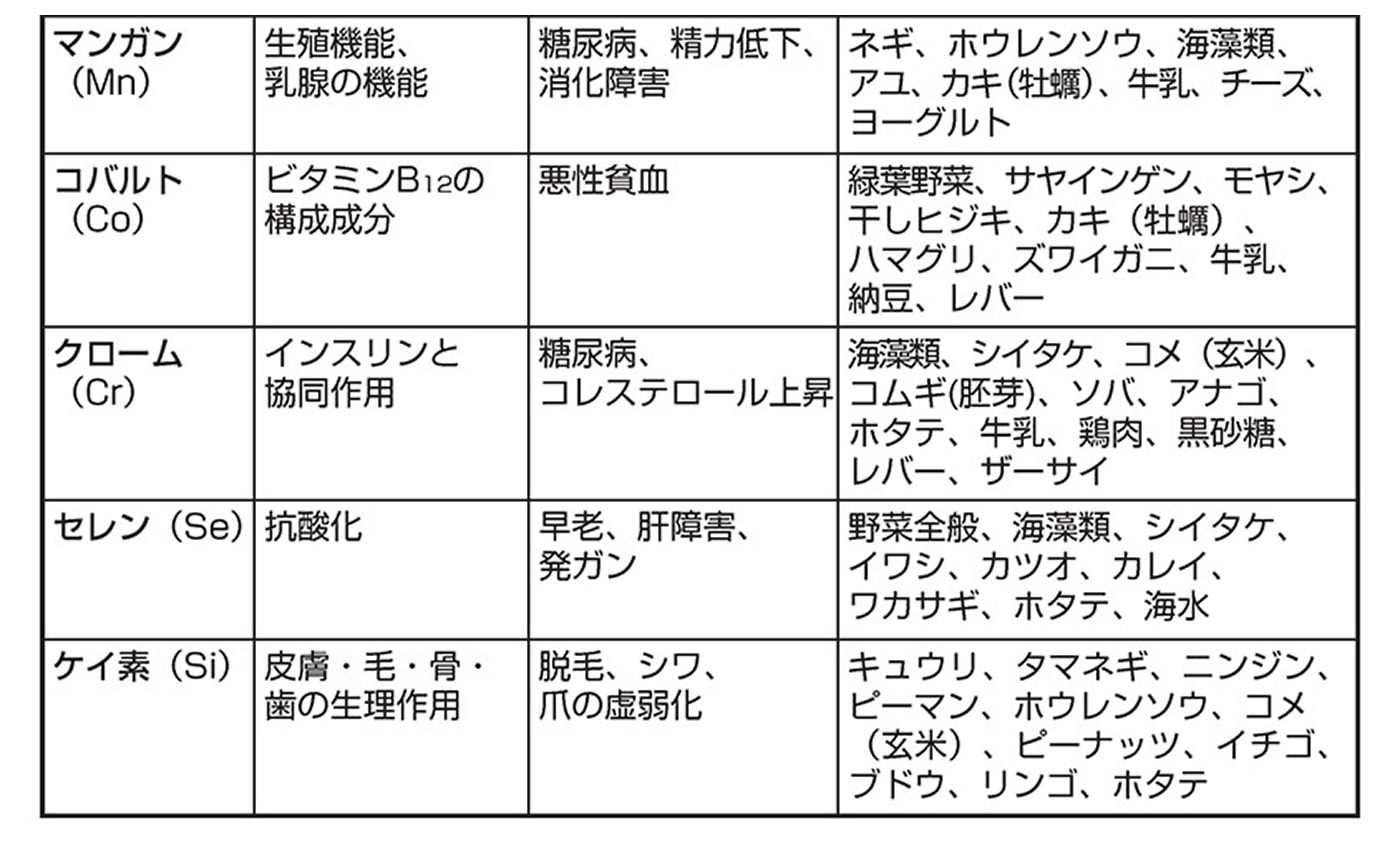 マンガン
（Mn）
生殖機能、
乳腺の機能
糖尿病、精力低下、
消化障害
ネギ、ホウレンソウ、海藻類、
アユ、カキ（牡蠣）、牛乳、チーズ、
ヨーグルト
コバルト
（Co）
ビタミンB12の
構成成分
悪性貧血
緑葉野菜、サヤインゲン、モヤシ、
干しヒジキ、カキ（牡蠣）、
ハマグリ、ズワイガニ、牛乳、
納豆、レバー
クローム
（Cr）
インスリンと
協同作用
糖尿病、
コレステロール上昇
海藻類、シイタケ、コメ（玄米）、
コムギ(胚芽)、ソバ、アナゴ、
ホタテ、牛乳、鶏肉、黒砂糖、
レバー、ザーサイ
セレン（Se）
抗酸化
早老、肝障害、
発ガン
野菜全般、海藻類、シイタケ、
イワシ、カツオ、カレイ、
ワカサギ、ホタテ、海水
ケイ素（Si）
皮膚・毛・骨・
歯の生理作用
脱毛、シワ、
爪の虚弱化
キュウリ、タマネギ、ニンジン、
ピーマン、ホウレンソウ、コメ
（玄米）、ピーナッツ、イチゴ、
ブドウ、リンゴ、ホタテ